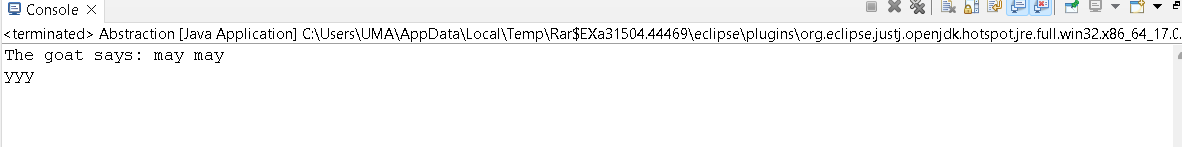 Console
<terminated> Abstraction [Java Application] C:\Users\UMA\AppData\Local\Temp\Rar$EXa31504.44469\eclipse\plugins\org.eclipse.justj.openjdk.hotspot.jre.full.win32.x86_64_17.0.
The goat says: may may
yyy